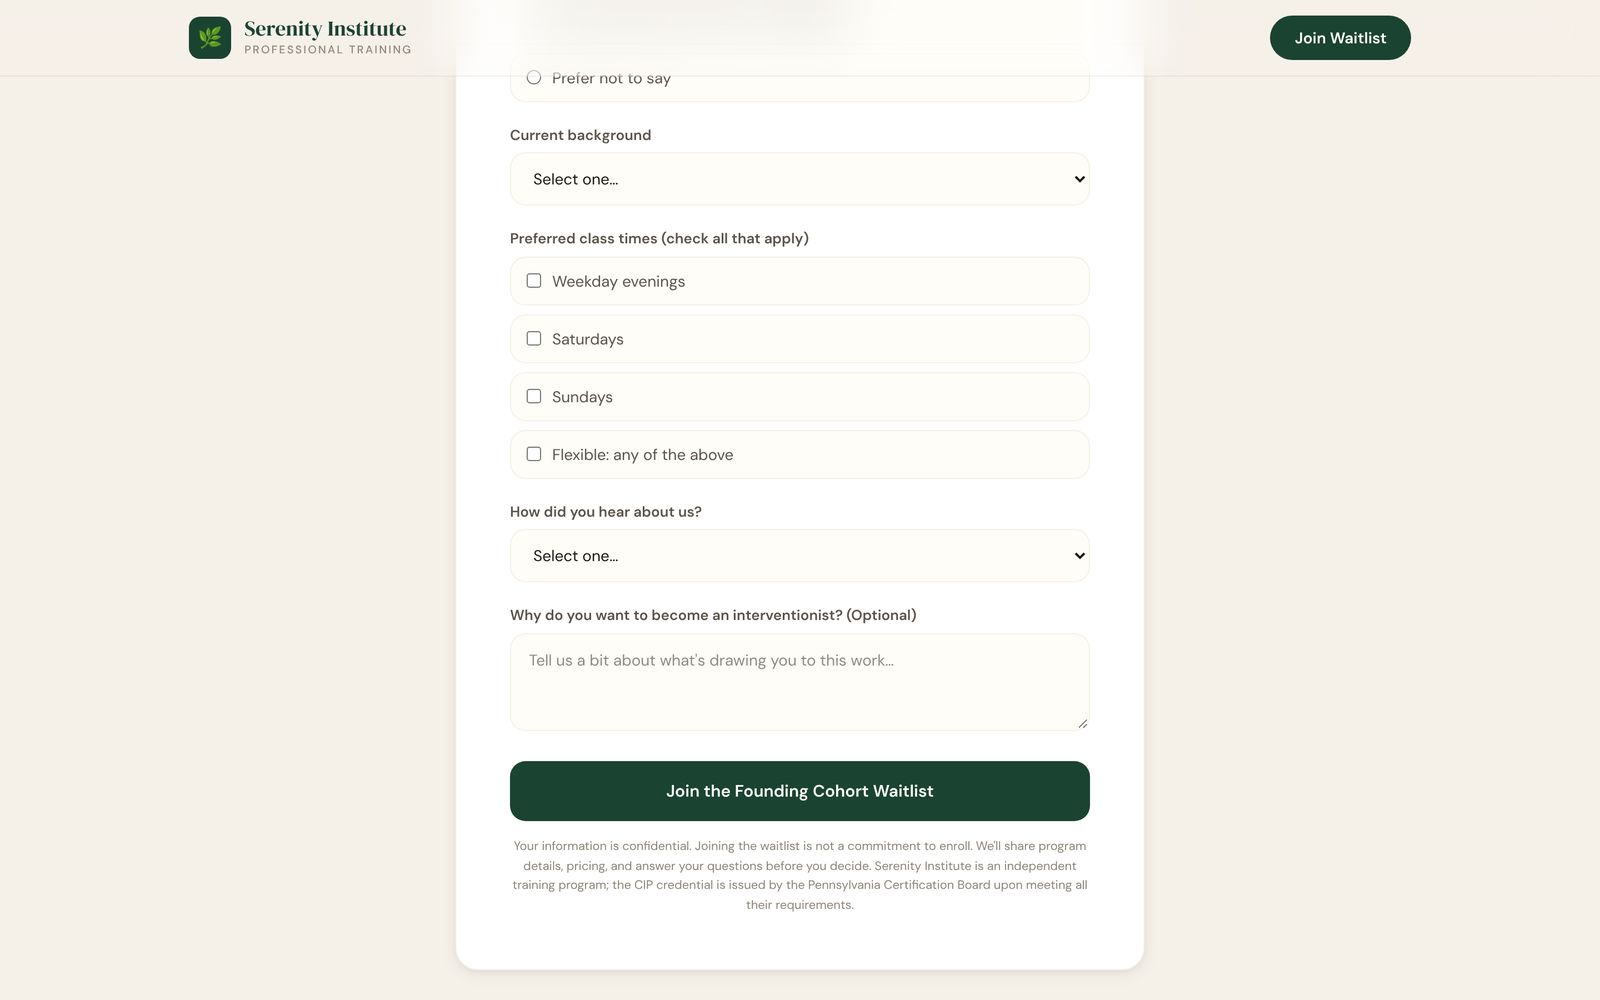 Serenity Institute
PROFESSIONAL TRAINING
Join Waitlist
Prefer not to say
Current background
Select one...
Preferred class times (check all that apply)
Weekday evenings
Saturdays
Sundays
Flexible: any of the above
How did you hear about us?
Select one...
Why do you want to become an interventionist? (Optional)
Tell us a bit about what's drawing you to this work...
Join the Founding Cohort Waitlist
Your information is confidential. Joining the waitlist is not a commitment to enroll. We'll share program
details, pricing, and answer your questions before you decide. Serenity Institute is an independent
training program; the CIP credential is issued by the Pennsylvania Certification Board upon meeting all
their requirements.